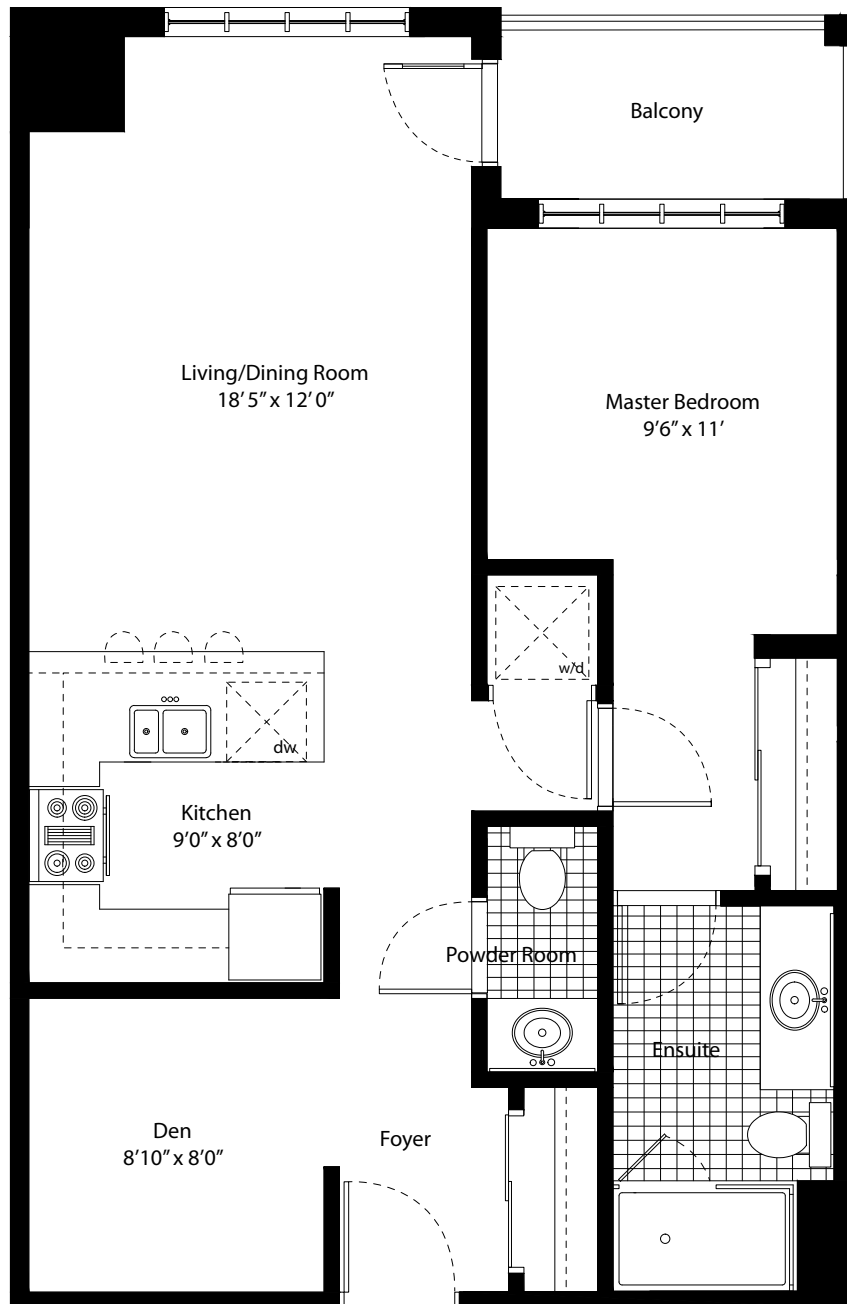 Balcony
Living/Dining Room
18’ 5” x 12’ 0”
Master Bedroom
9’6” x 11’
w/d
dw
Kitchen
9’0” x 8’0”
Powder Room
Ensuite
Den
8’10” x 8’0”
Foyer